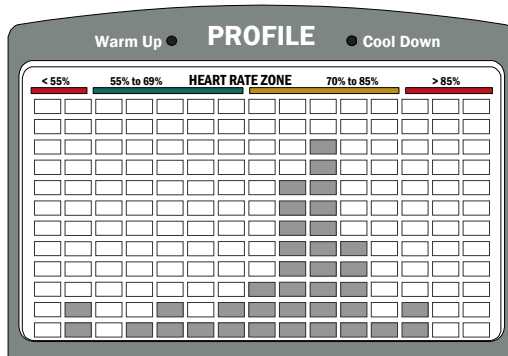 Warm Up PROFILE Cool Down
< 55% 55% to 69% HEART RATE ZONE 70% to 85% > 85%